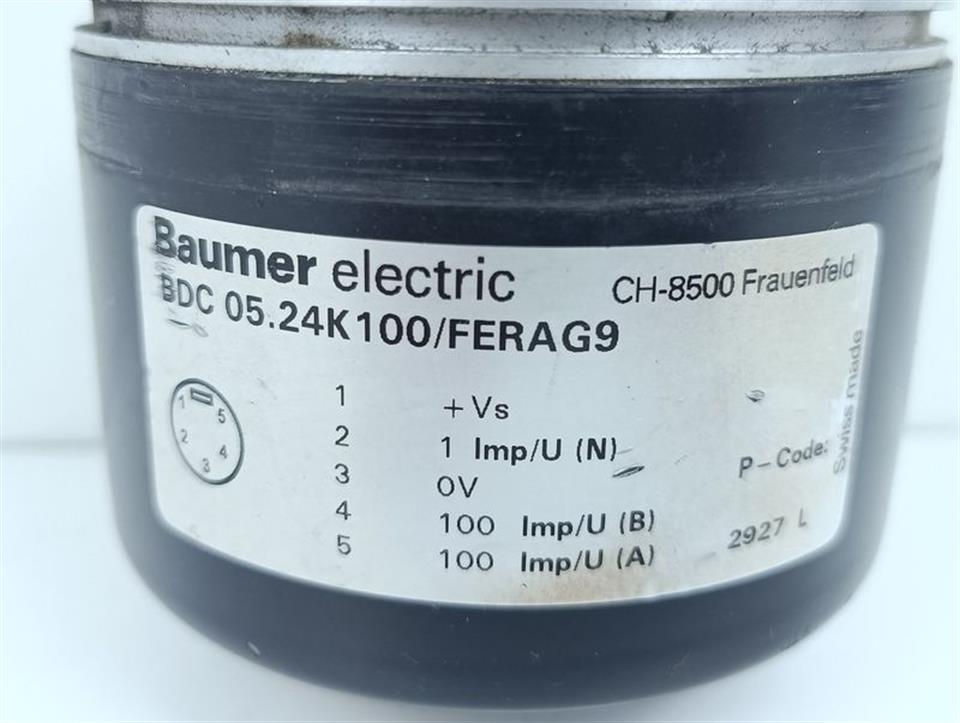 Baumer electric CH-8500 Frauenfeld
BDC 05.24K100/FERAG9
Swiss made
1 5
2 4
3
1 +Vs
2 1 Imp/U (N)
3 0V
4 100 Imp/U (B)
5 100 Imp/U (A)
P-Code:
2927 L